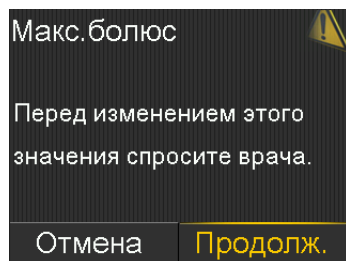 Макс.болюс
Перед изменением этого
значения спросите врача.
Отмена Продолж.